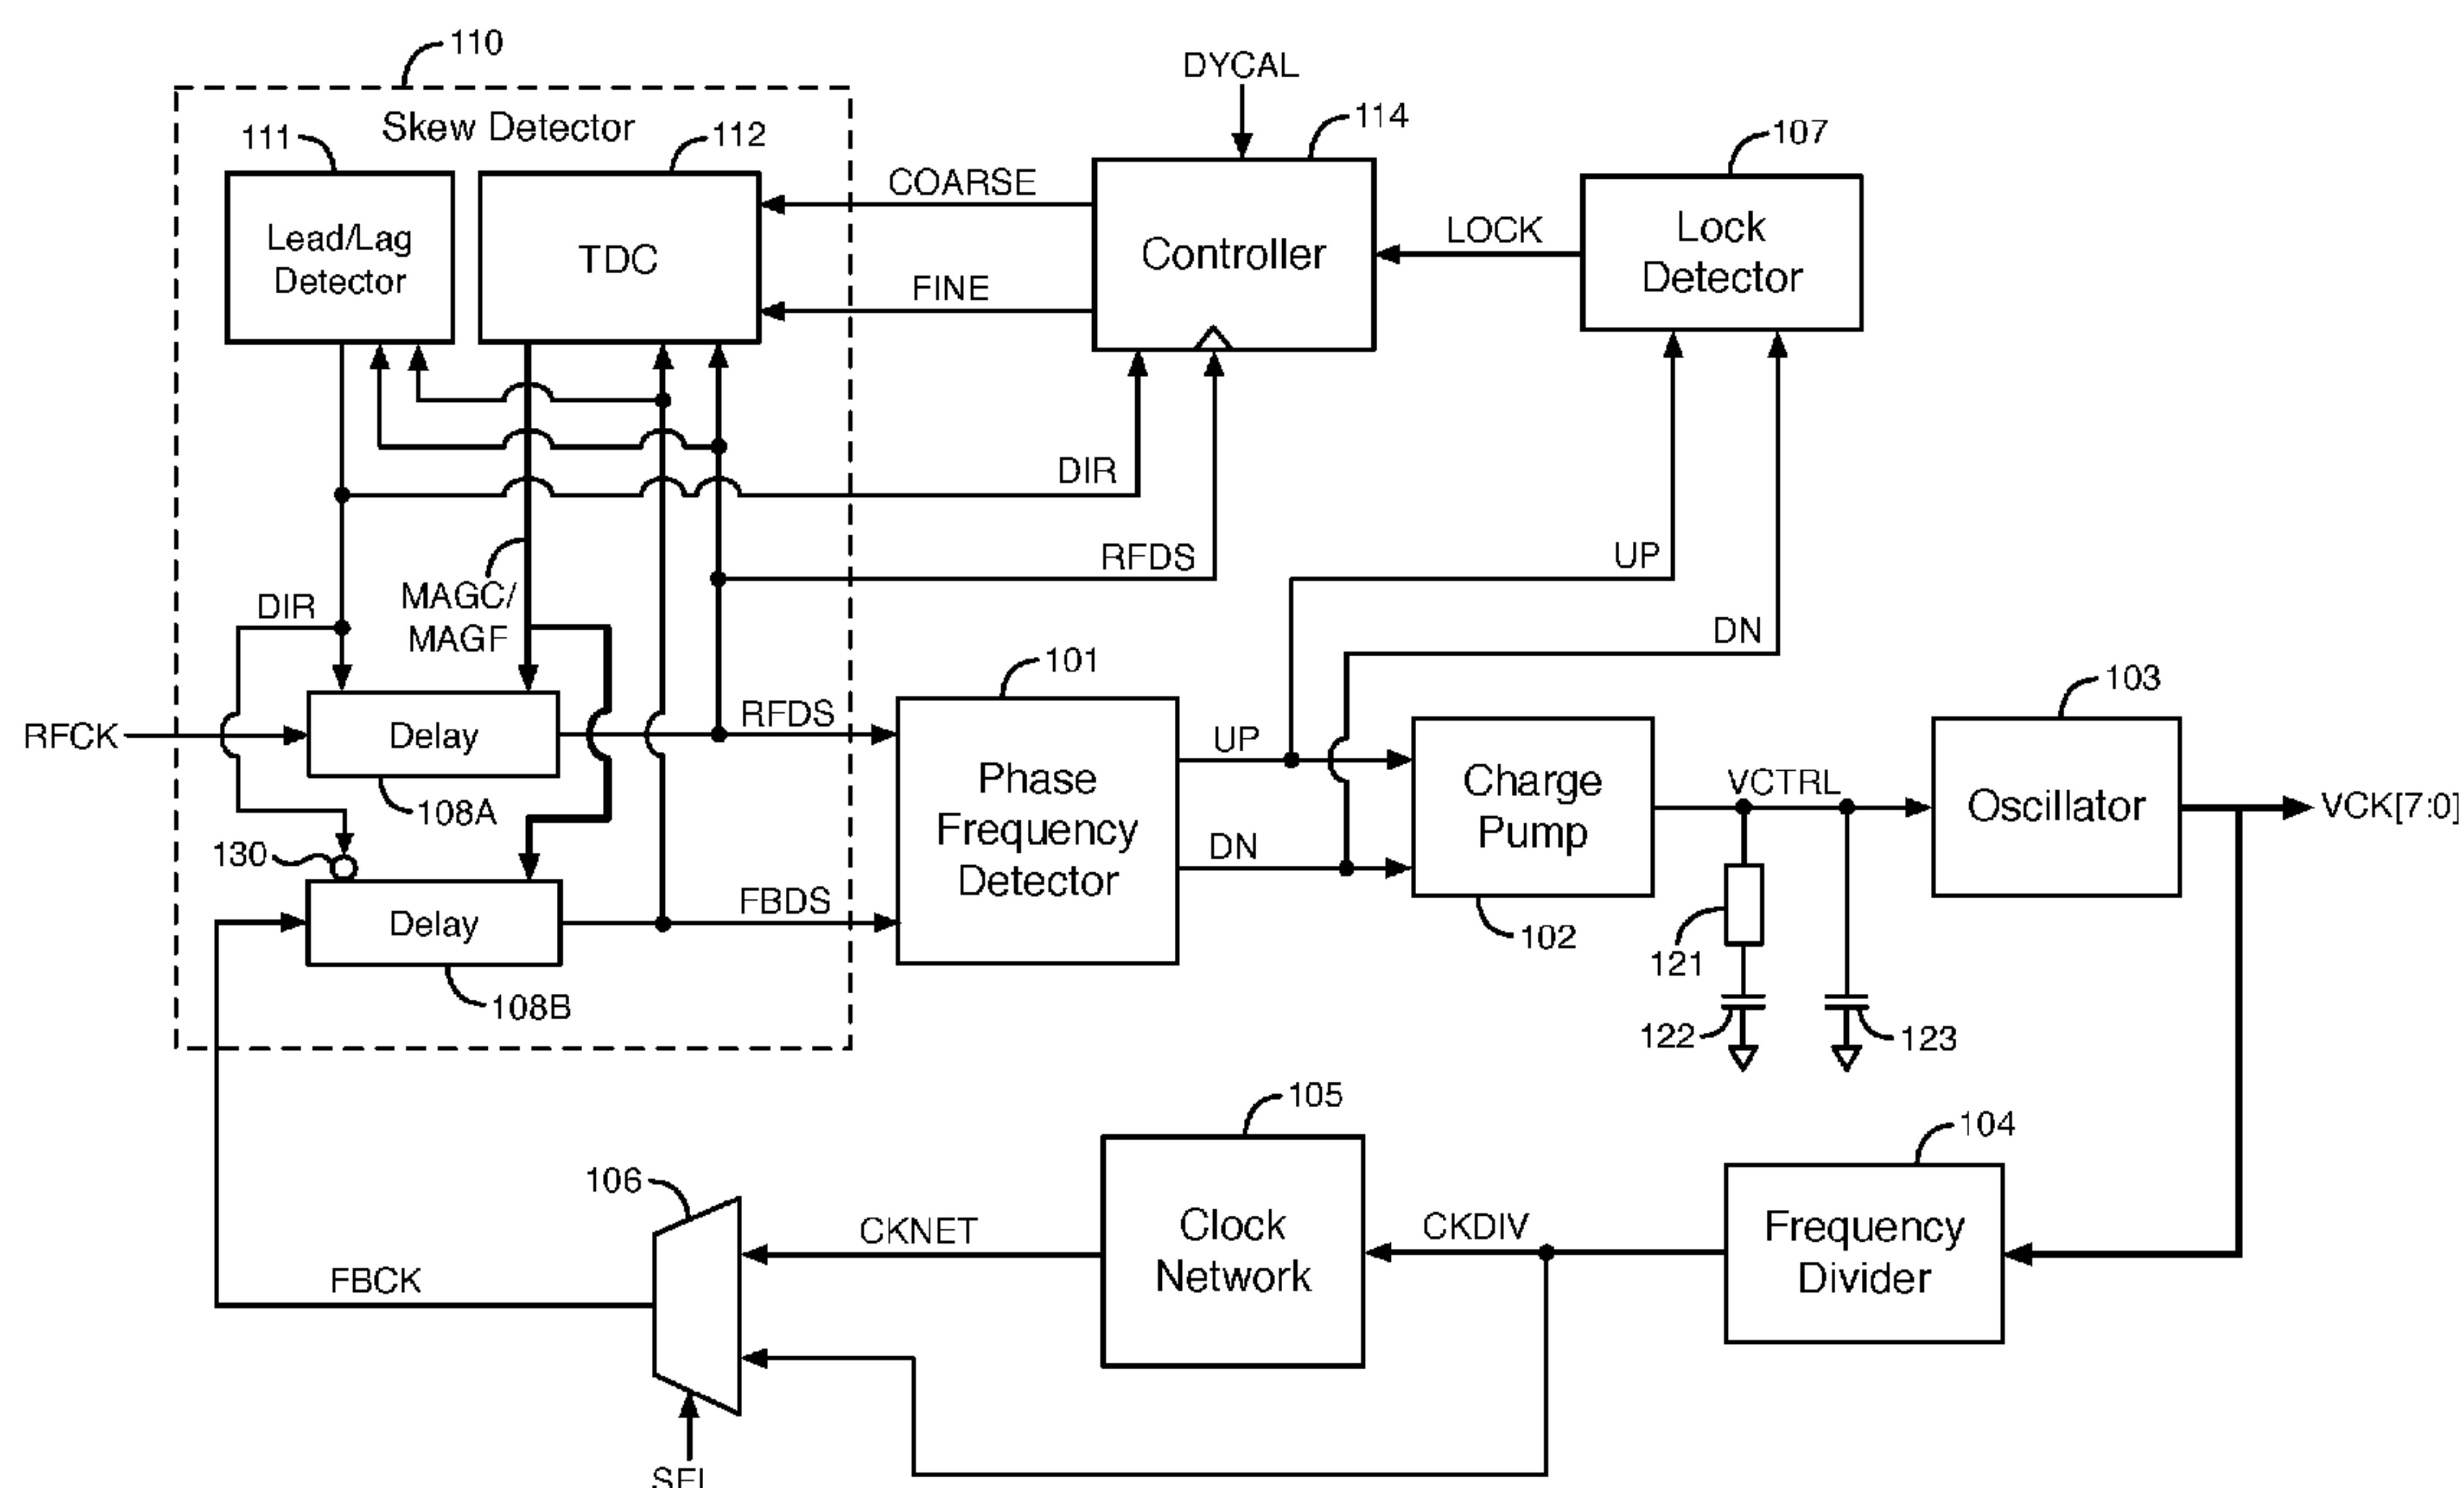 110
DYCAL
Skew Detector
111
112
114
107
Lead/Lag
Detector
TDC
COARSE
FINE
Controller
LOCK
Lock
Detector
DIR
RFDS
UP
DN
DIR
MAGC/
MAGF
101
103
RFCK
Delay
RFDS
108A
Phase
Frequency
Detector
UP
DN
Charge
Pump
VCTRL
Oscillator
VCK[7:0]
130
Delay
FBDS
108B
102
121
122
123
105
104
106
CKNET
Clock
Network
CKDIV
Frequency
Divider
FBCK